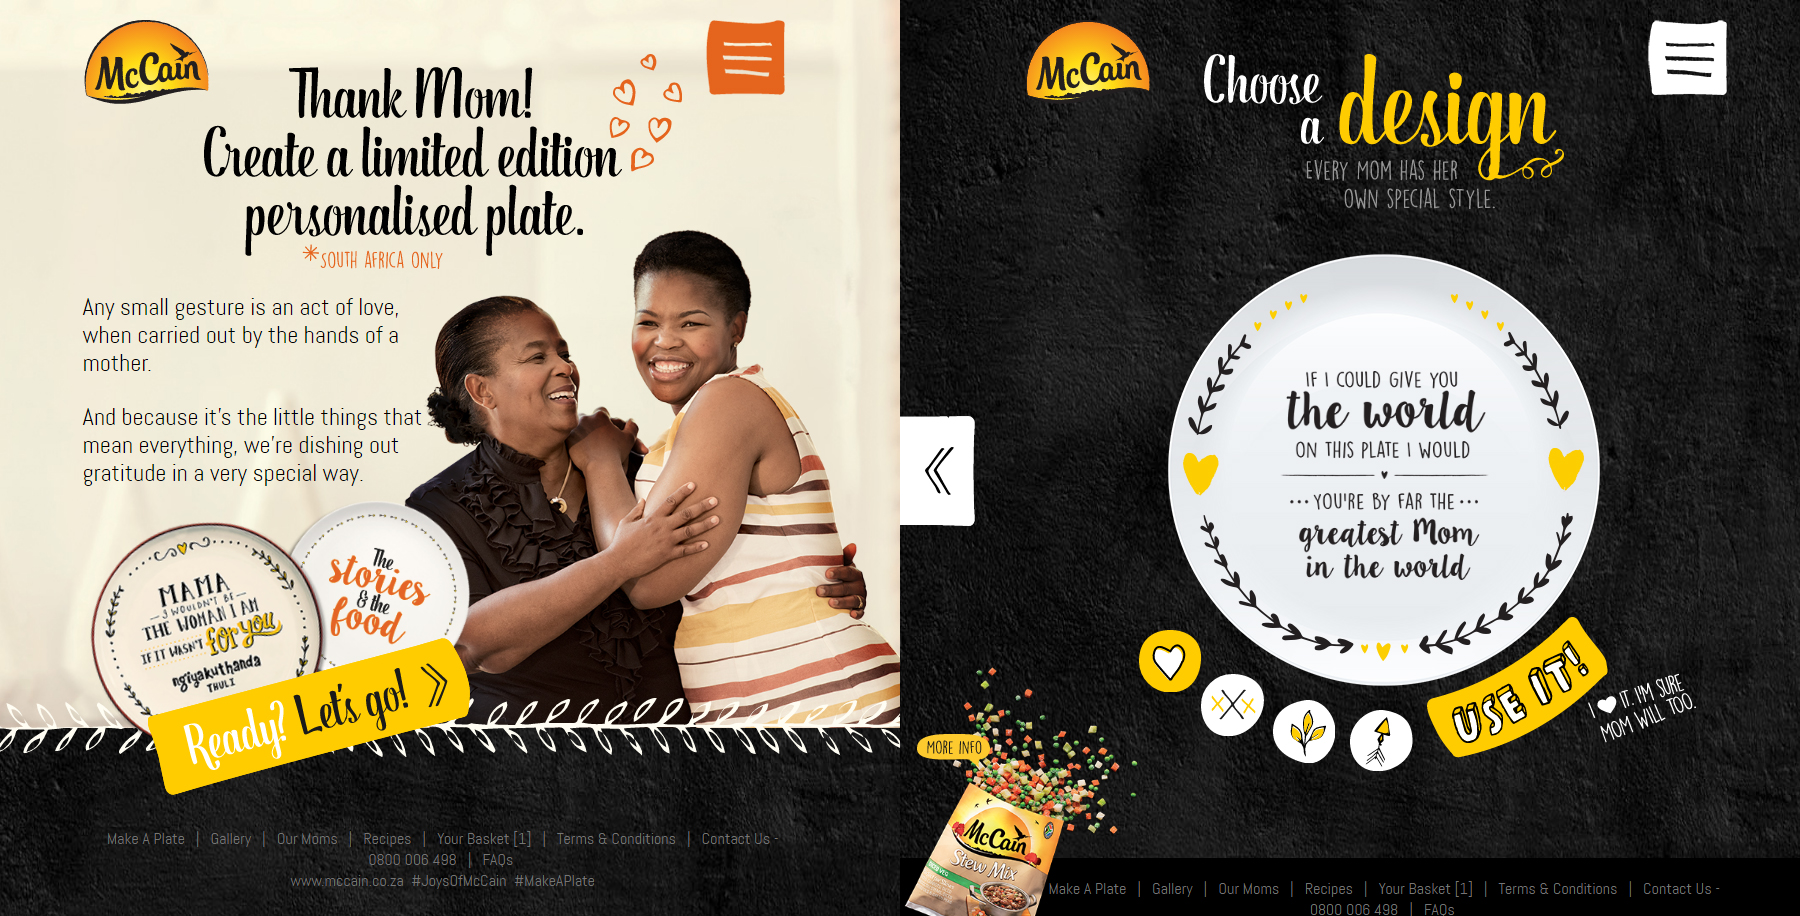 McCain
Thank Mom!
Create a limited edition
personalised plate.
*SOUTH AFRICA ONLY
Any small gesture is an act of love,
when carried out by the hands of a
mother.
And because it's the little things that
mean everything, we're dishing out
gratitude in a very special way.
MAMA
I WOULDN'T BE
THE WOMAN I AM
IF IT WASN'T for you
ngiyakuthanda
THULI
The
stories
& the
food
Ready? Let's go!
Make A Plate | Gallery | Our Moms | Recipes | Your Basket [1] | Terms & Conditions | Contact Us -
0800 006 498 | FAQs
www.mccain.co.za #JoysOfMcCain #MakeAPlate
McCain
Choose
a design
EVERY MOM HAS HER
OWN SPECIAL STYLE.
IF I COULD GIVE YOU
the world
ON THIS PLATE I WOULD
YOU'RE BY FAR THE
greatest Mom
in the world
USE IT!
I ♥ IT. I'M SURE
MOM WILL TOO.
MORE INFO
McCain
Stew Mix
Make A Plate | Gallery | Our Moms | Recipes | Your Basket [1] | Terms & Conditions | Contact Us -
0800 006 498 | FAQs